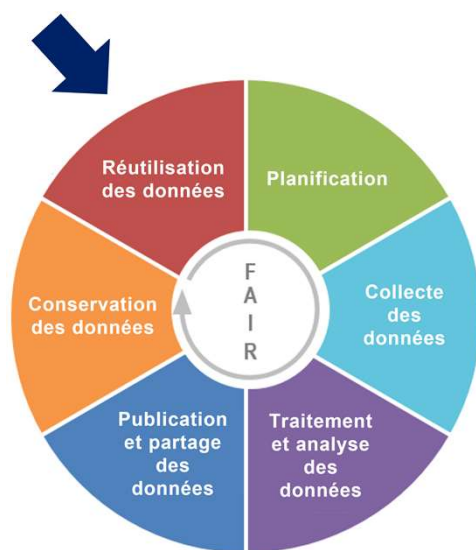 Réutilisation
des données
Planification
Conservation
des données
F
A
I
R
Collecte
des
données
Publication
et partage
des
données
Traitement
et analyse
des
données